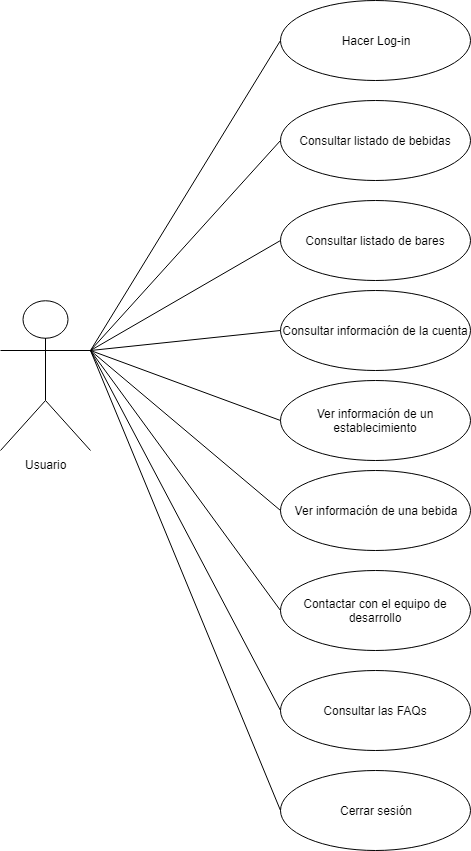 Hacer Log-in
Consultar listado de bebidas
Consultar listado de bares
Consultar información de la cuenta
Ver información de un
establecimiento
Usuario
Ver información de una bebida
Contactar con el equipo de
desarrollo
Consultar las FAQs
Cerrar sesión